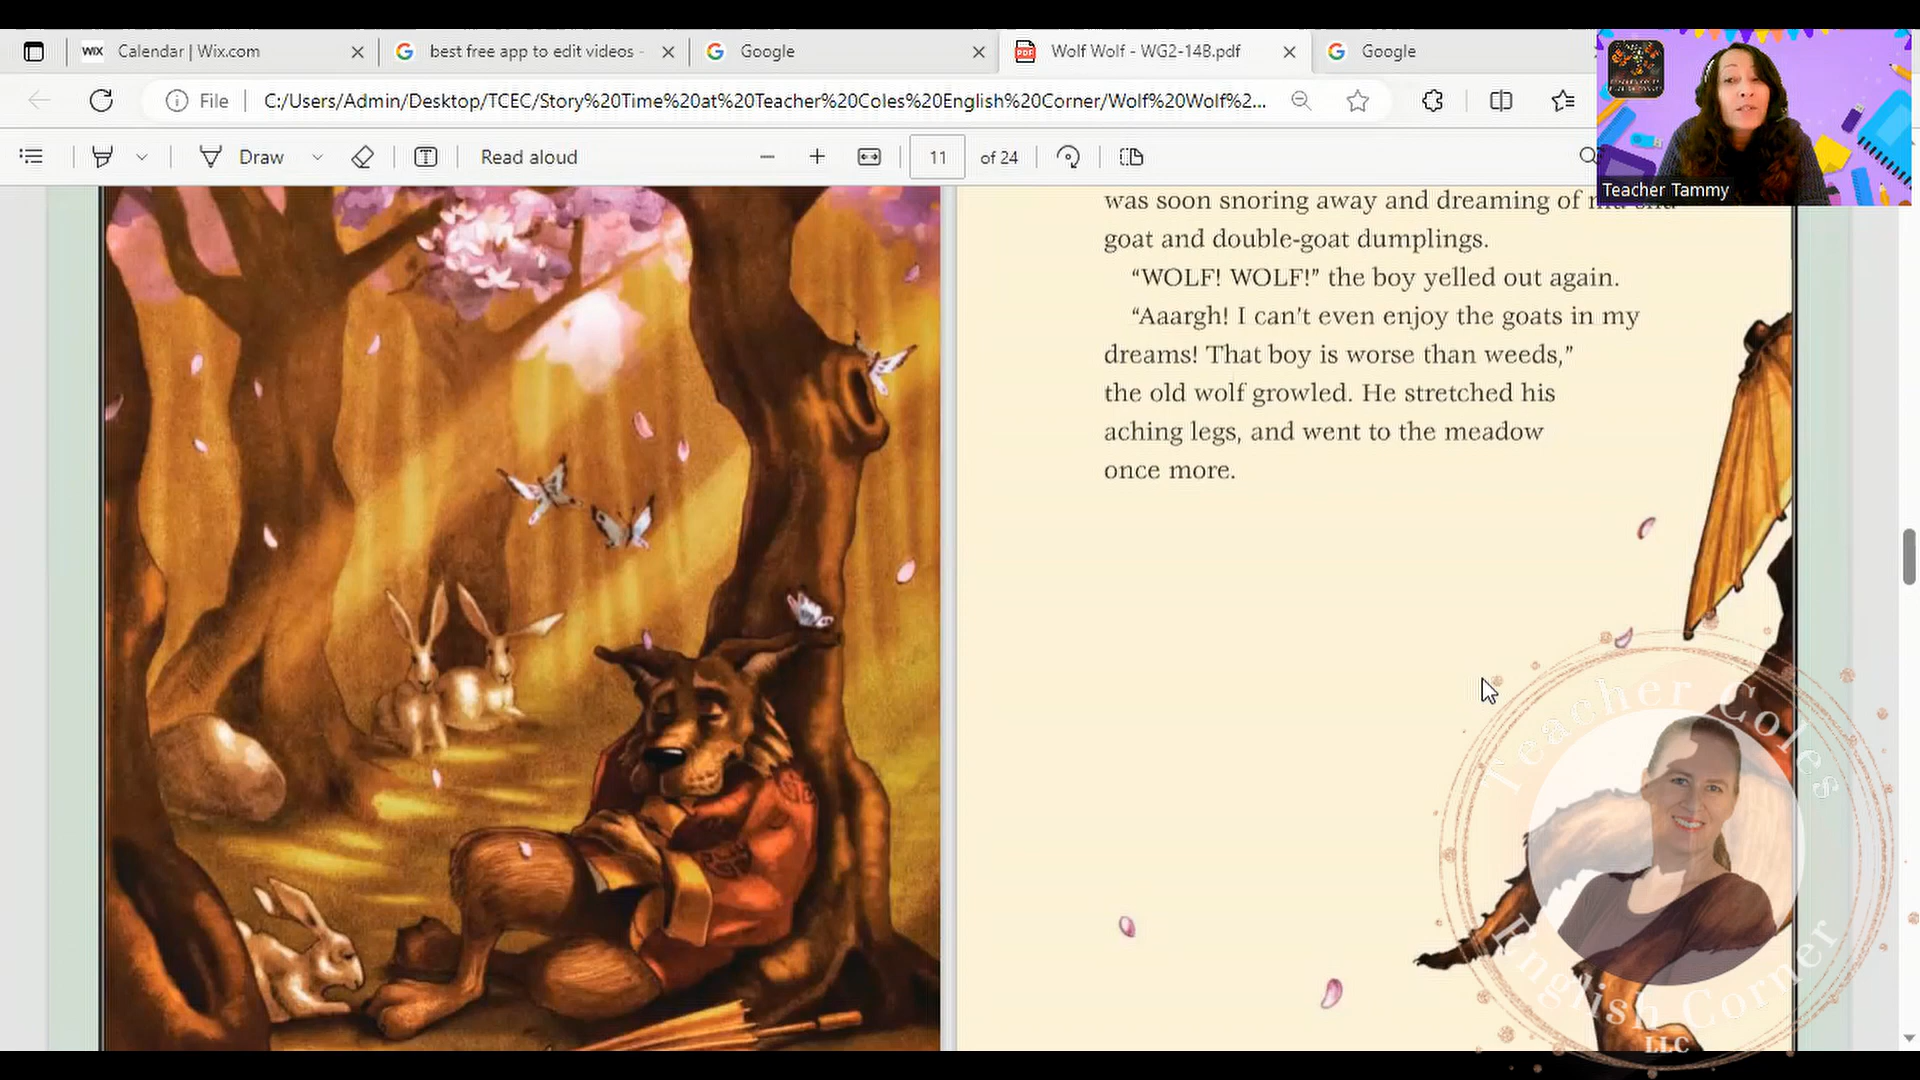 WIX Calendar | Wix.com
best free app to edit videos -
Google
Wolf Wolf - WG2-14B.pdf
Google
File
C:/Users/Admin/Desktop/TCEC/Story%20Time%20at%20Teacher%20Coles%20English%20Corner/Wolf%20Wolf%2...
Draw
Read aloud
11 of 24
Teacher Tammy
was soon snoring away and dreaming of
goat and double-goat dumplings.
“WOLF! WOLF!” the boy yelled out again.
“Aaargh! I can’t even enjoy the goats in my
dreams! That boy is worse than weeds,”
the old wolf growled. He stretched his
aching legs, and went to the meadow
once more.
Teacher Coles
English Corner
LLC